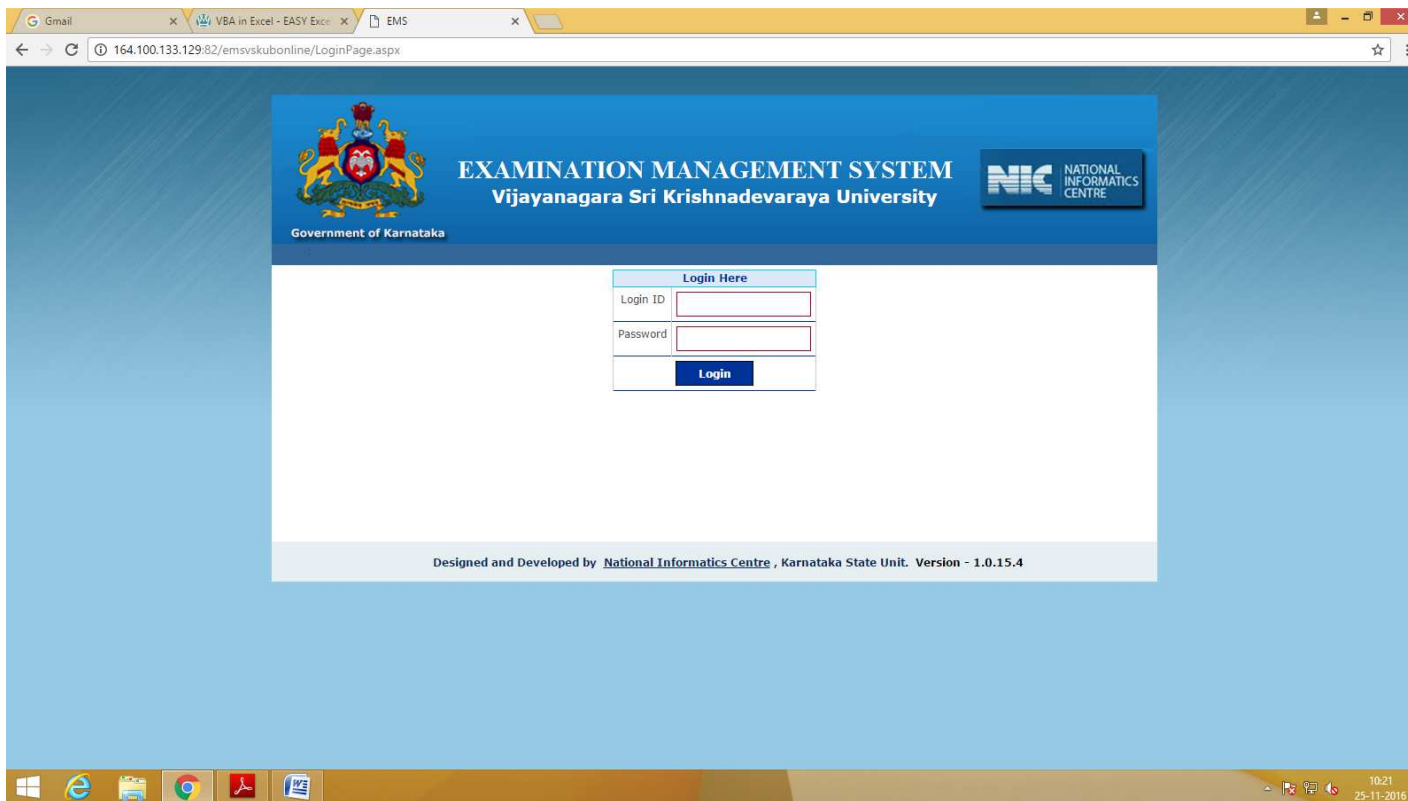 Gmail
VBA in Excel - EASY Exce
EMS
164.100.133.129:82/emsvskubonline/LoginPage.aspx
EXAMINATION MANAGEMENT SYSTEM
Vijayanagara Sri Krishnadevaraya University
NIC NATIONAL
INFORMATICS
CENTRE
Government of Karnataka
Login Here
Login ID
Password
Login
Designed and Developed by National Informatics Centre , Karnataka State Unit. Version - 1.0.15.4
10:21
25-11-2016